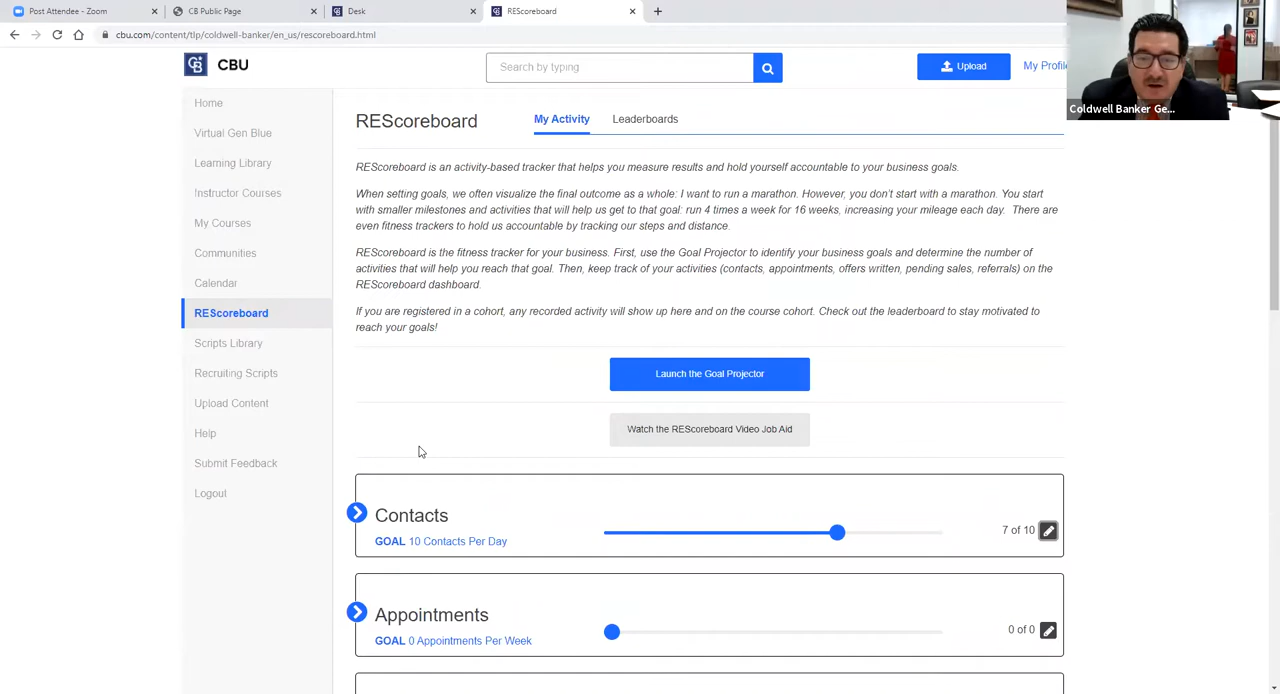 Post Attendee - Zoom
CB Public Page
Desk
REScoreboard
cbu.com/content/tlp/coldwell-banker/en_us/rescoreboard.html
CBU
Search by typing
Upload
My Profile
Coldwell Banker Ge...
Home
Virtual Gen Blue
Learning Library
Instructor Courses
My Courses
Communities
Calendar
REScoreboard
Scripts Library
Recruiting Scripts
Upload Content
Help
Submit Feedback
Logout
REScoreboard
My Activity
Leaderboards
REScoreboard is an activity-based tracker that helps you measure results and hold yourself accountable to your business goals.
When setting goals, we often visualize the final outcome as a whole: I want to run a marathon. However, you don't start with a marathon. You start
with smaller milestones and activities that will help us get to that goal: run 4 times a week for 16 weeks, increasing your mileage each day. There are
even fitness trackers to hold us accountable by tracking our steps and distance.
REScoreboard is the fitness tracker for your business. First, use the Goal Projector to identify your business goals and determine the number of
activities that will help you reach that goal. Then, keep track of your activities (contacts, appointments, offers written, pending sales, referrals) on the
REScoreboard dashboard.
If you are registered in a cohort, any recorded activity will show up here and on the course cohort. Check out the leaderboard to stay motivated to
reach your goals!
Launch the Goal Projector
Watch the REScoreboard Video Job Aid
Contacts
GOAL 10 Contacts Per Day
7 of 10
Appointments
GOAL 0 Appointments Per Week
0 of 0